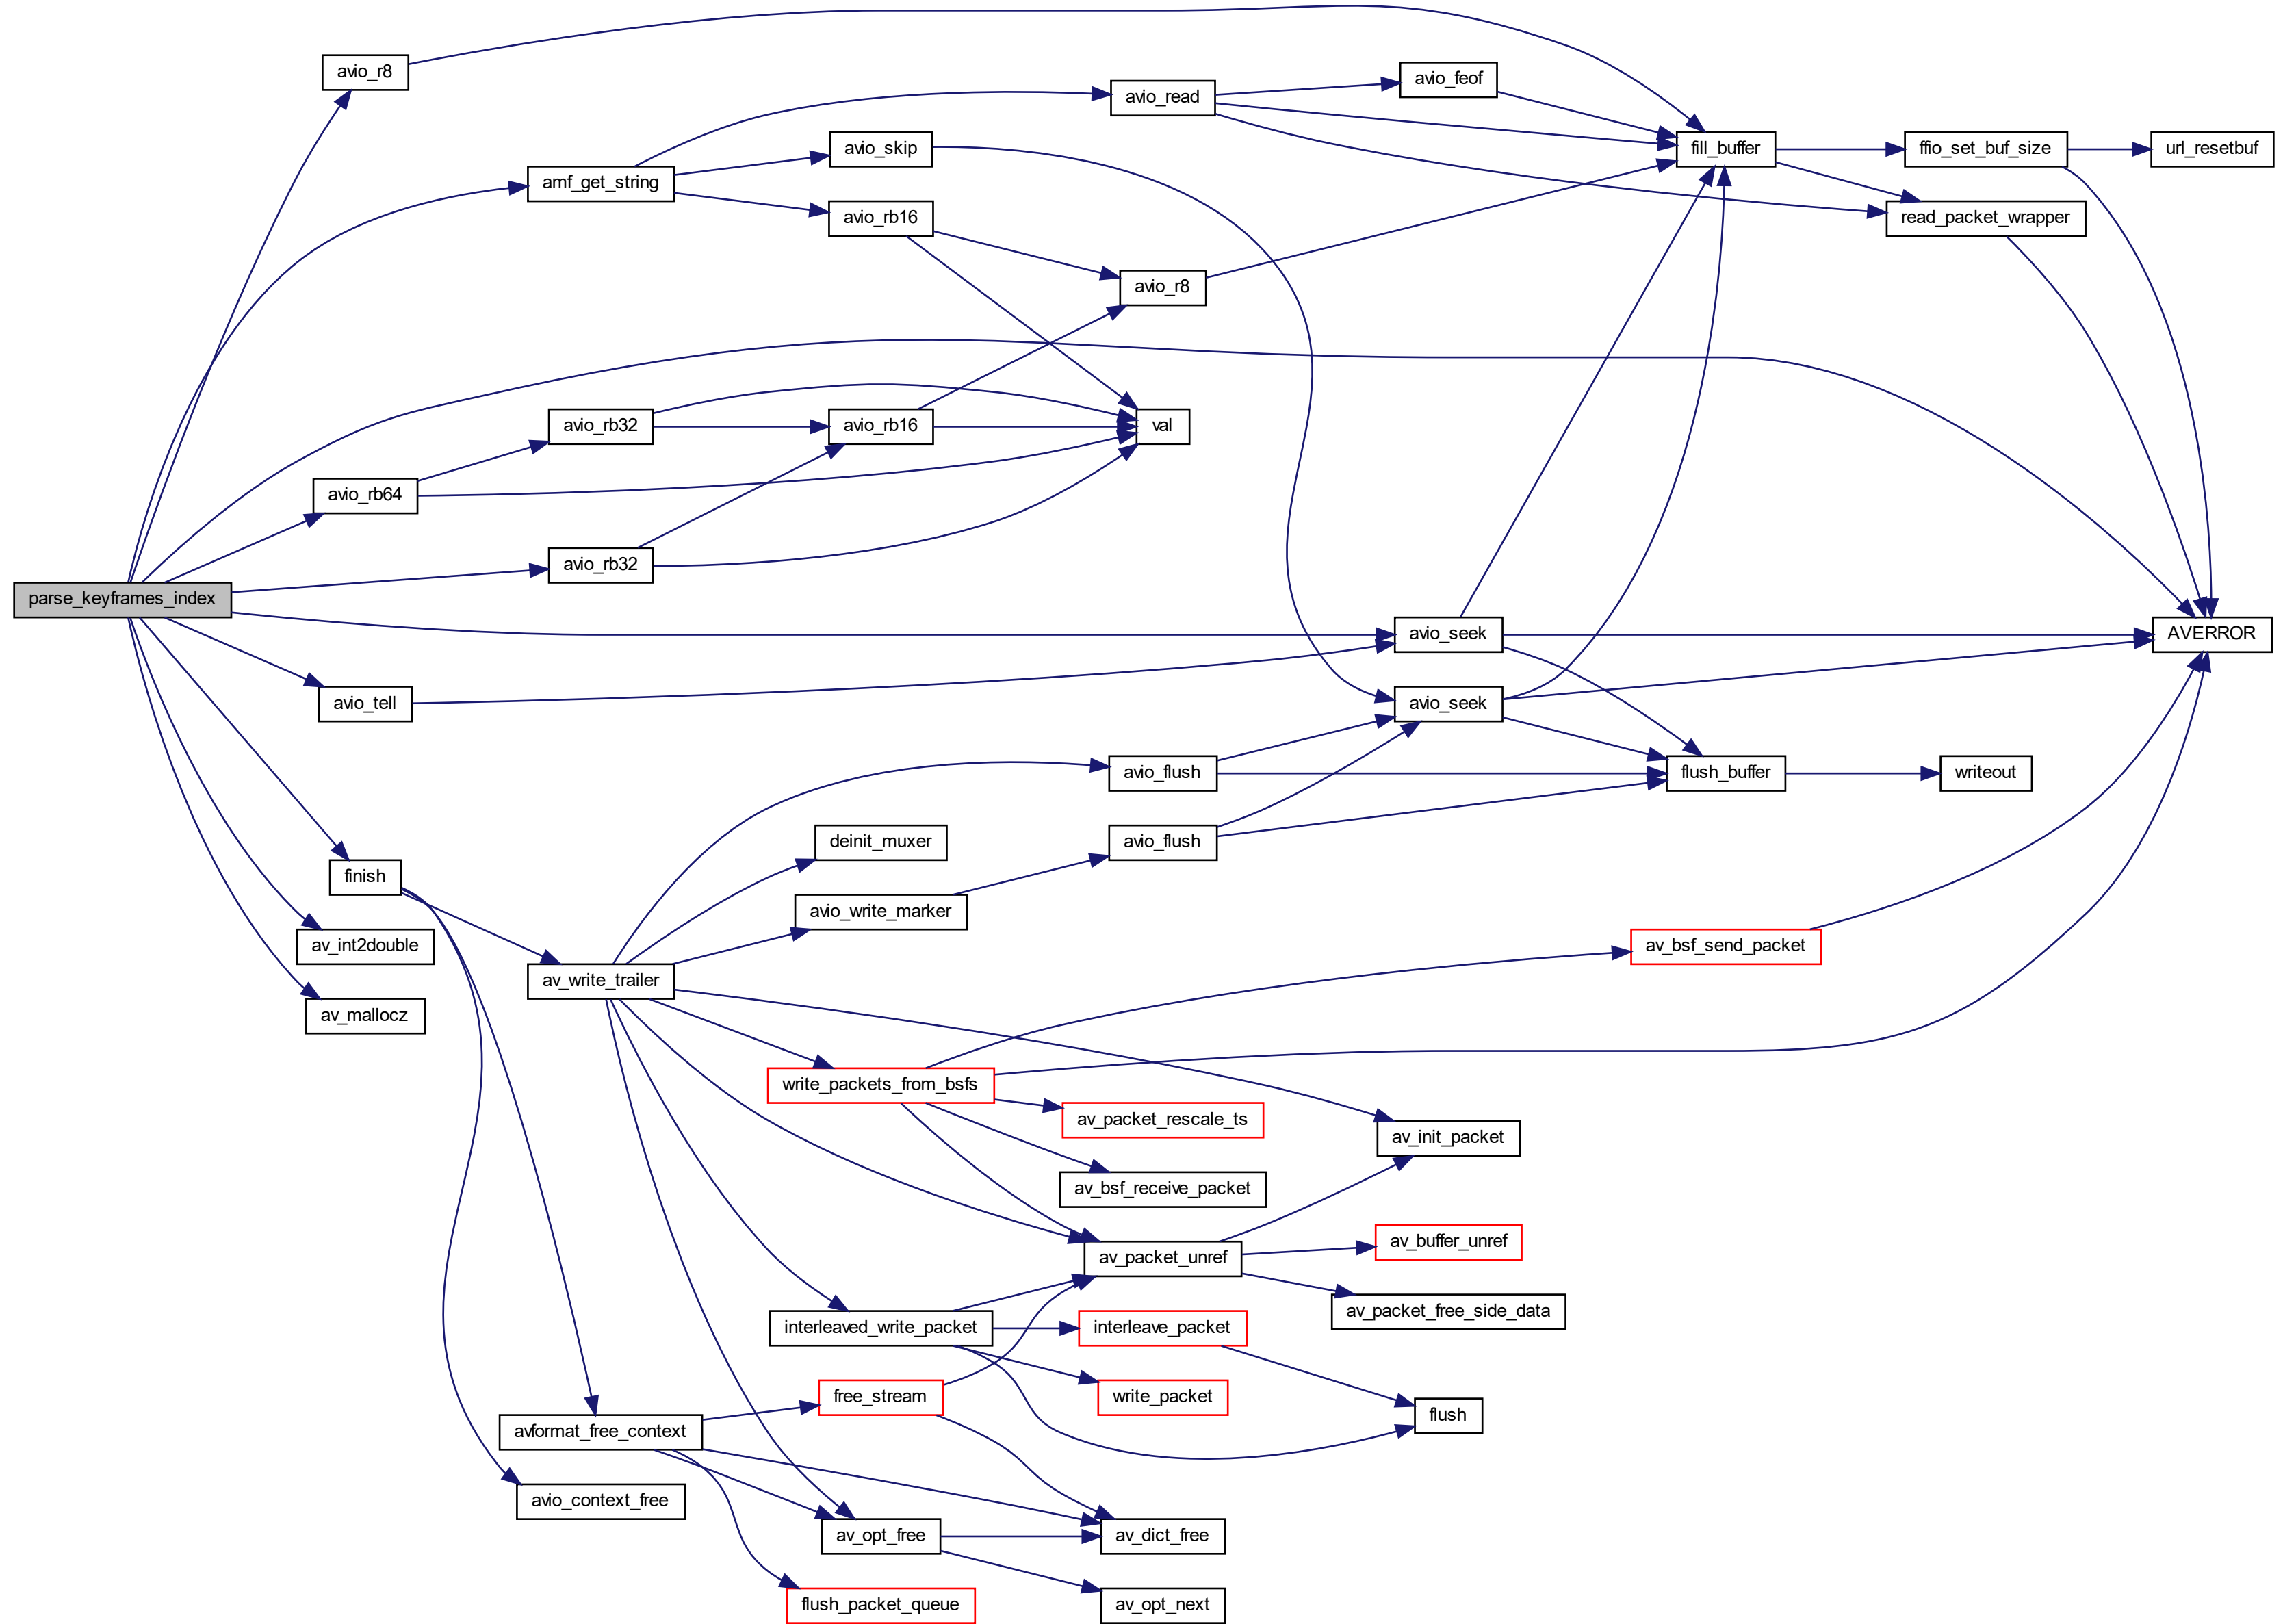 avio_r8
avio_feof
avio_read
avio_skip
fill_buffer
ffio_set_buf_size
url_resetbuf
amf_get_string
avio_rb16
read_packet_wrapper
avio_r8
avio_rb32
avio_rb16
val
avio_rb64
avio_rb32
parse_keyframes_index
avio_seek
AVERROR
avio_tell
avio_seek
avio_flush
flush_buffer
writeout
deinit_muxer
avio_flush
finish
avio_write_marker
av_int2double
av_bsf_send_packet
av_write_trailer
av_mallocz
write_packets_from_bsfs
av_packet_rescale_ts
av_init_packet
av_bsf_receive_packet
av_packet_unref
av_buffer_unref
av_packet_free_side_data
interleaved_write_packet
interleave_packet
free_stream
write_packet
flush
avformat_free_context
avio_context_free
av_opt_free
av_dict_free
flush_packet_queue
av_opt_next